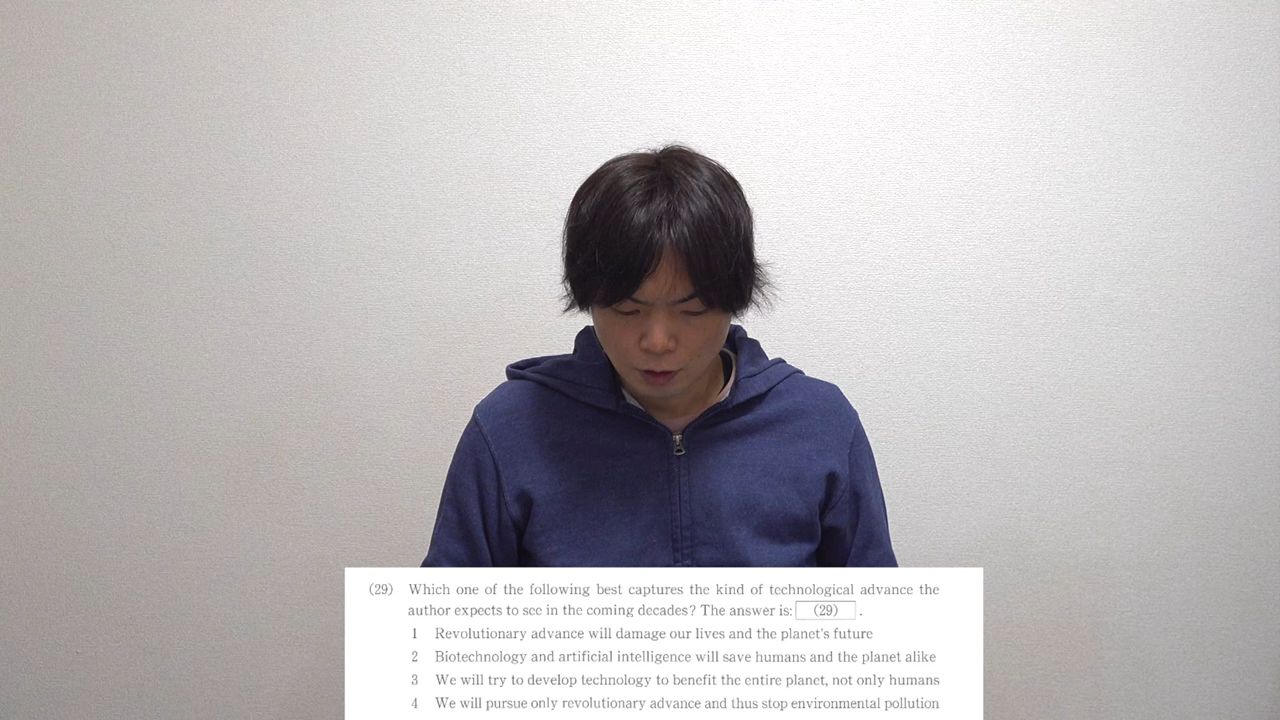 (29) Which one of the following best captures the kind of technological advance the
author expects to see in the coming decades? The answer is: (29) .
1 Revolutionary advance will damage our lives and the planet's future
2 Biotechnology and artificial intelligence will save humans and the planet alike
3 We will try to develop technology to benefit the entire planet, not only humans
4 We will pursue only revolutionary advance and thus stop environmental pollution